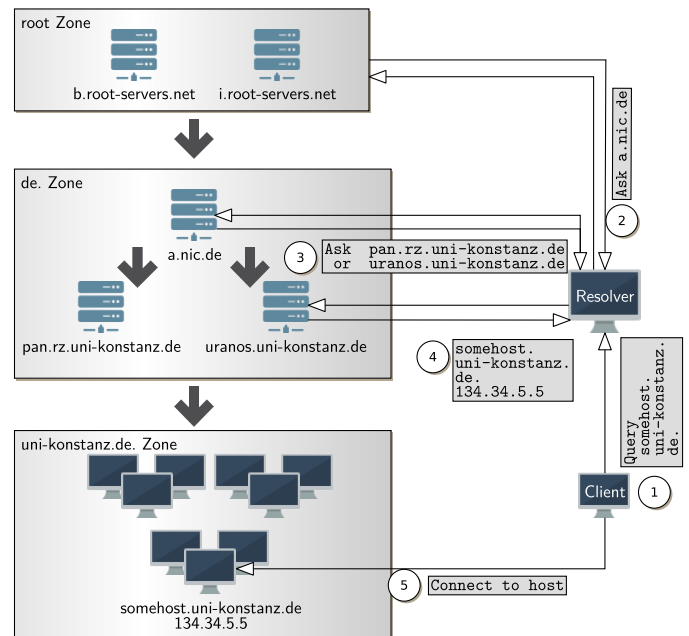 root Zone
b.root-servers.net
i.root-servers.net
Ask a.nic.de
2
de. Zone
a.nic.de
3
Ask  pan.rz.uni-konstanz.de
or  uranos.uni-konstanz.de
Resolver
pan.rz.uni-konstanz.de
uranos.uni-konstanz.de
4
somehost.
uni-konstanz.
de.
134.34.5.5
Query
somehost.
uni-konstanz.
de.
Client
1
uni-konstanz.de. Zone
somehost.uni-konstanz.de
134.34.5.5
5
Connect to host